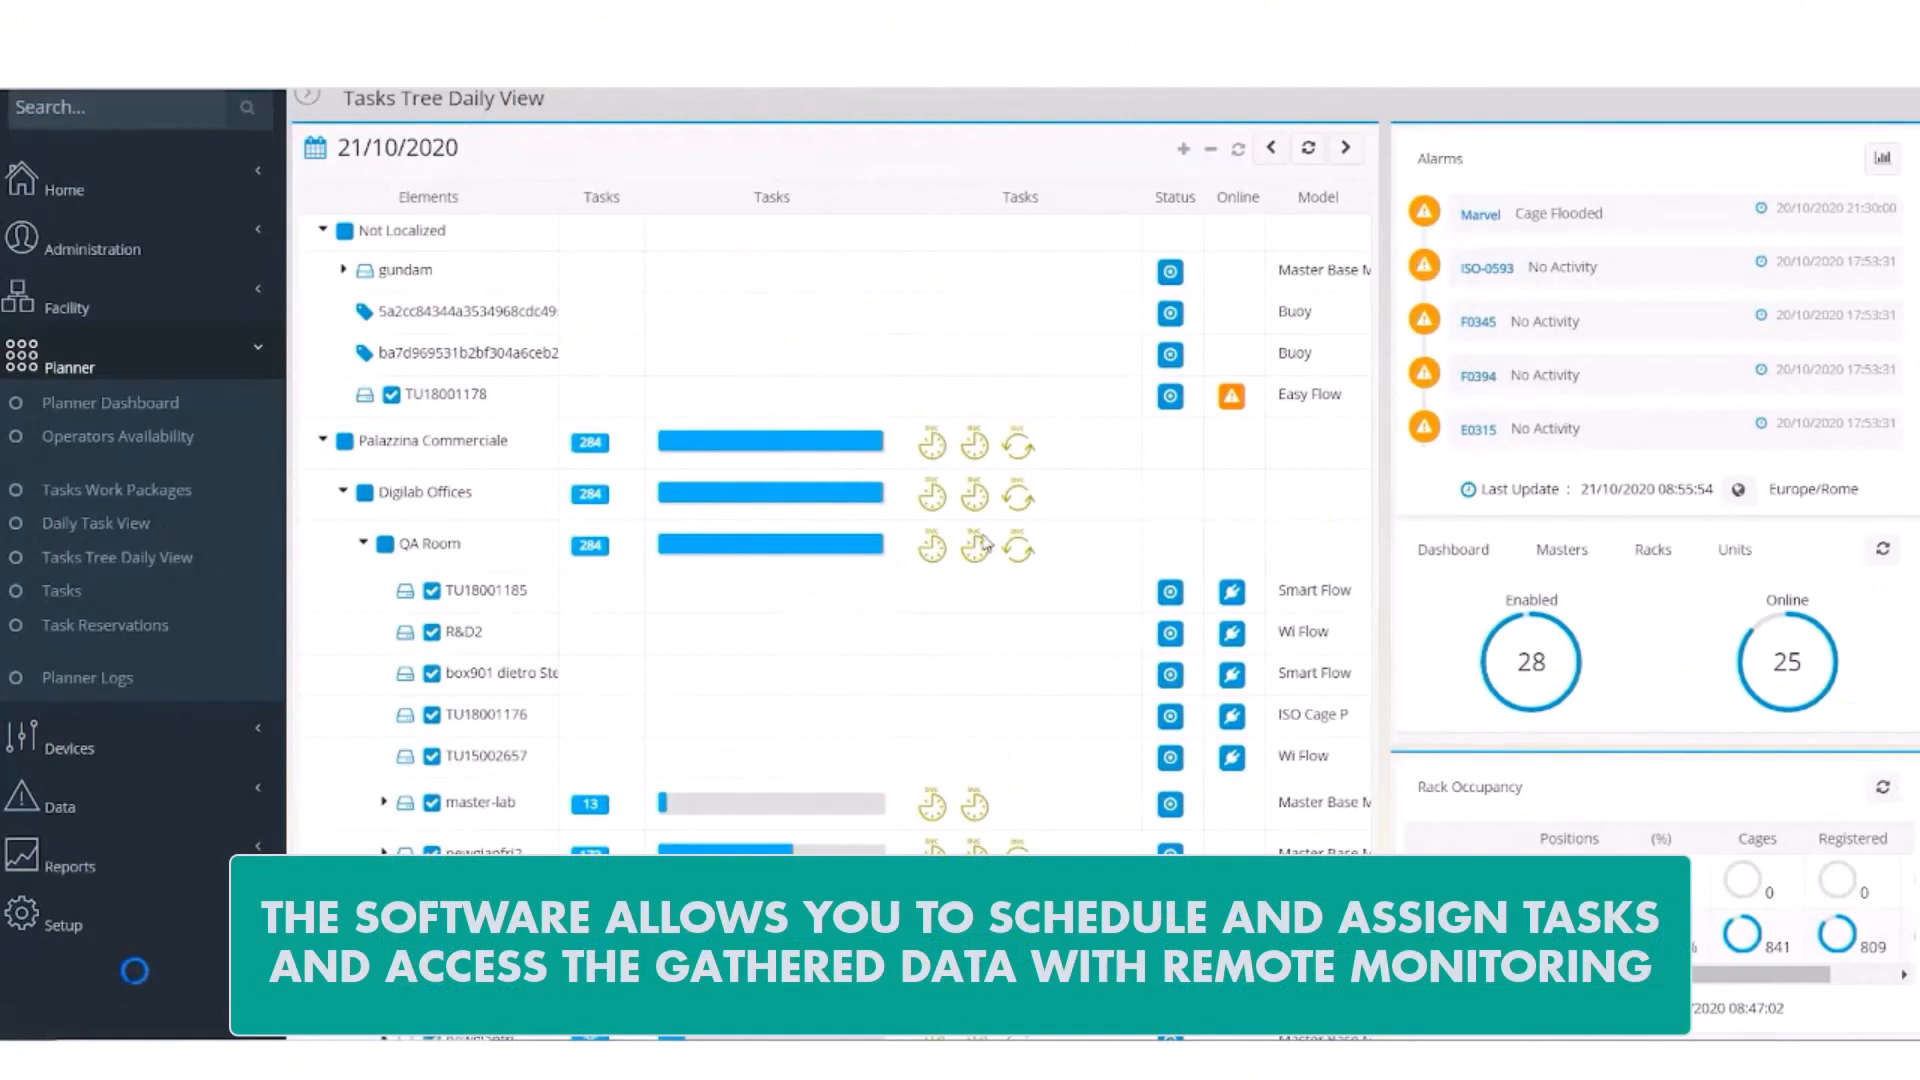 Search...
Home
Administration
Facility
Planner
Planner Dashboard
Operators Availability
Tasks Work Packages
Daily Task View
Tasks Tree Daily View
Tasks
Task Reservations
Planner Logs
Devices
Data
Reports
Setup
Tasks Tree Daily View
21/10/2020
Elements Tasks Tasks Tasks Status Online Model
Not Localized
gundam Master Base M
5a2cc84344a3534968cdc49 Buoy
ba7d969531b2bf304a6ceb2 Buoy
TU18001178 Easy Flow
Palazzina Commerciale 284
Digilab Offices 284
QA Room 284
TU18001185 Smart Flow
R&D2 Wi Flow
box901 dietro Ste Smart Flow
TU18001176 ISO Cage P
TU15002657 Wi Flow
master-lab 13 Master Base M
Alarms
Marvel Cage Flooded 20/10/2020 21:30:00
ISO-0593 No Activity 20/10/2020 17:53:31
F0345 No Activity 20/10/2020 17:53:31
F0394 No Activity 20/10/2020 17:53:31
E0315 No Activity 20/10/2020 17:53:31
Last Update : 21/10/2020 08:55:54 Europe/Rome
Dashboard Masters Racks Units
Enabled Online
28 25
Rack Occupancy
Positions (%) Cages Registered
0 0
% 841 809
/2020 08:47:02
THE SOFTWARE ALLOWS YOU TO SCHEDULE AND ASSIGN TASKS
AND ACCESS THE GATHERED DATA WITH REMOTE MONITORING